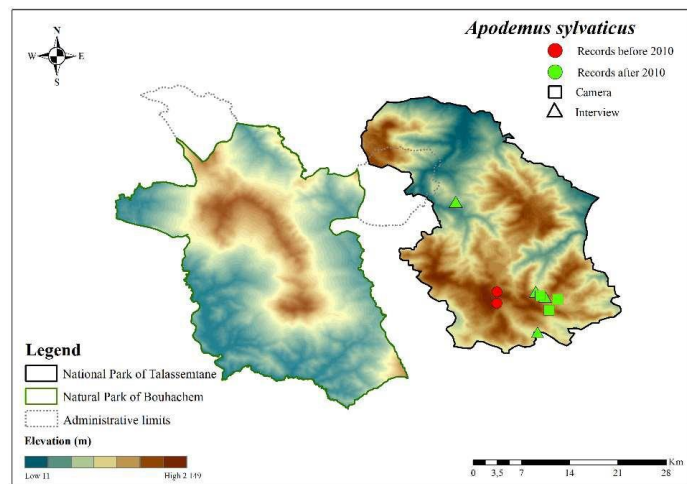 Apodemus sylvaticus
N
W E
S
Records before 2010
Records after 2010
Camera
Interview
Legend
National Park of Talassemtane
Natural Park of Bouhachem
Administrative limits
Elevation (m)
Low 11 High 2 149
Km
0 3,5 7 14 21 28